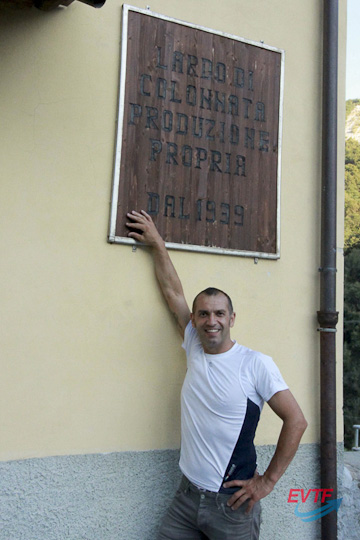 LARDO DI
COLONNATA
PRODUZIONE
PROPRIA
DAL 1939
EVTF